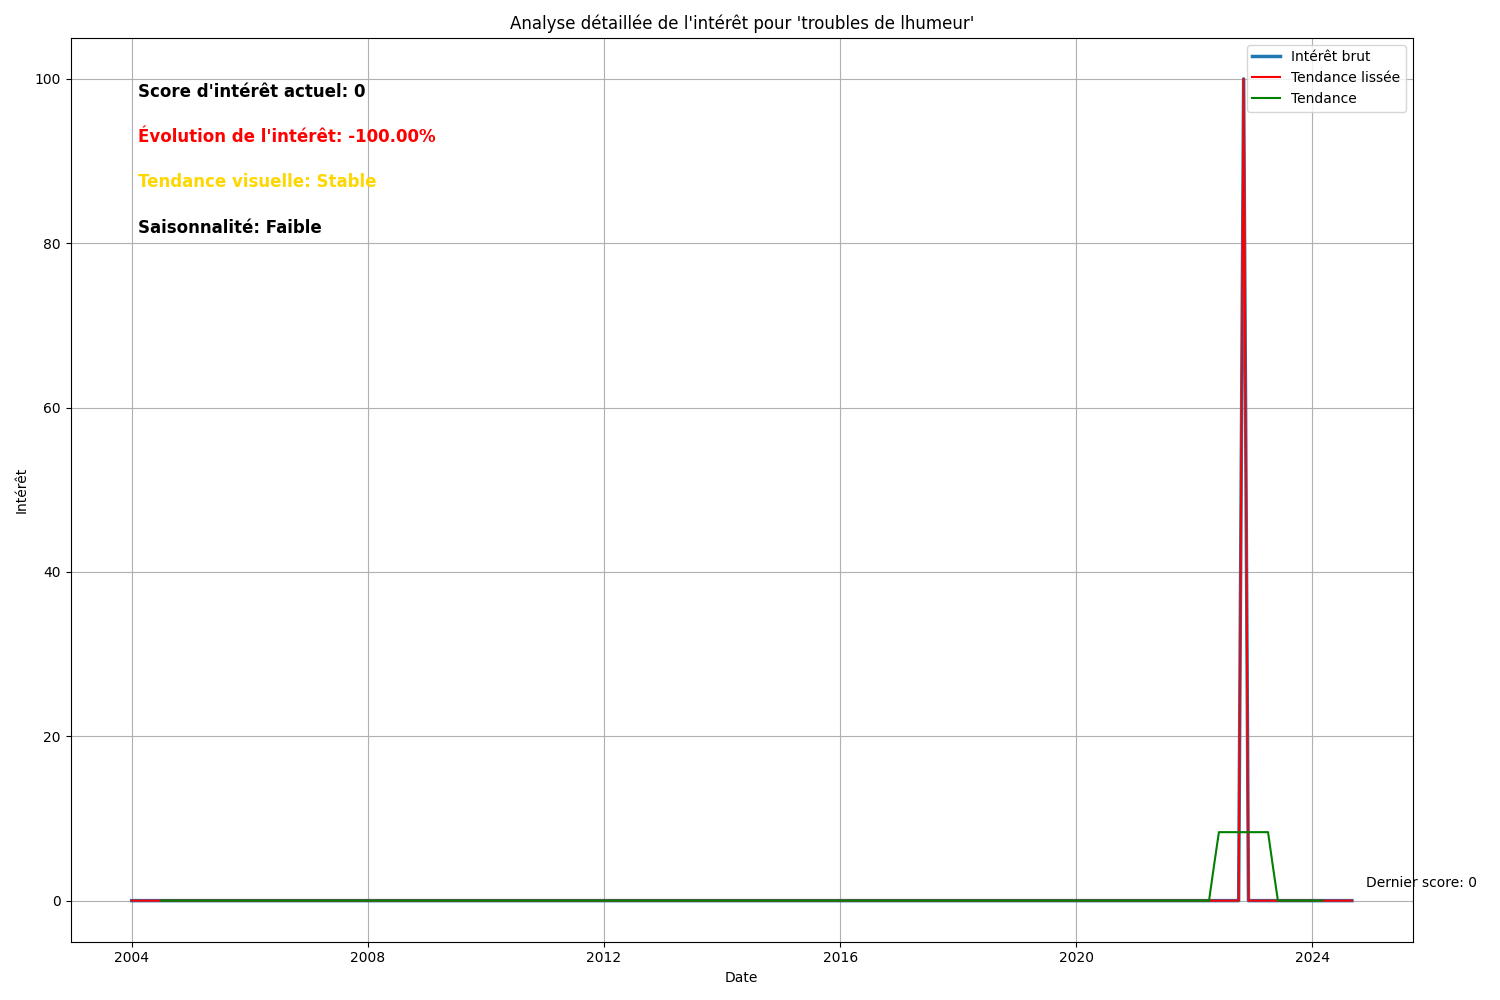 Analyse détaillée de l'intérêt pour 'troubles de lhumeur'
Intérêt brut
Tendance lissée
Tendance
Score d'intérêt actuel: 0
Évolution de l'intérêt: -100.00%
Tendance visuelle: Stable
Saisonnalité: Faible
100
80
60
40
20
0
Intérêt
Dernier score: 0
2004
2008
2012
2016
2020
2024
Date